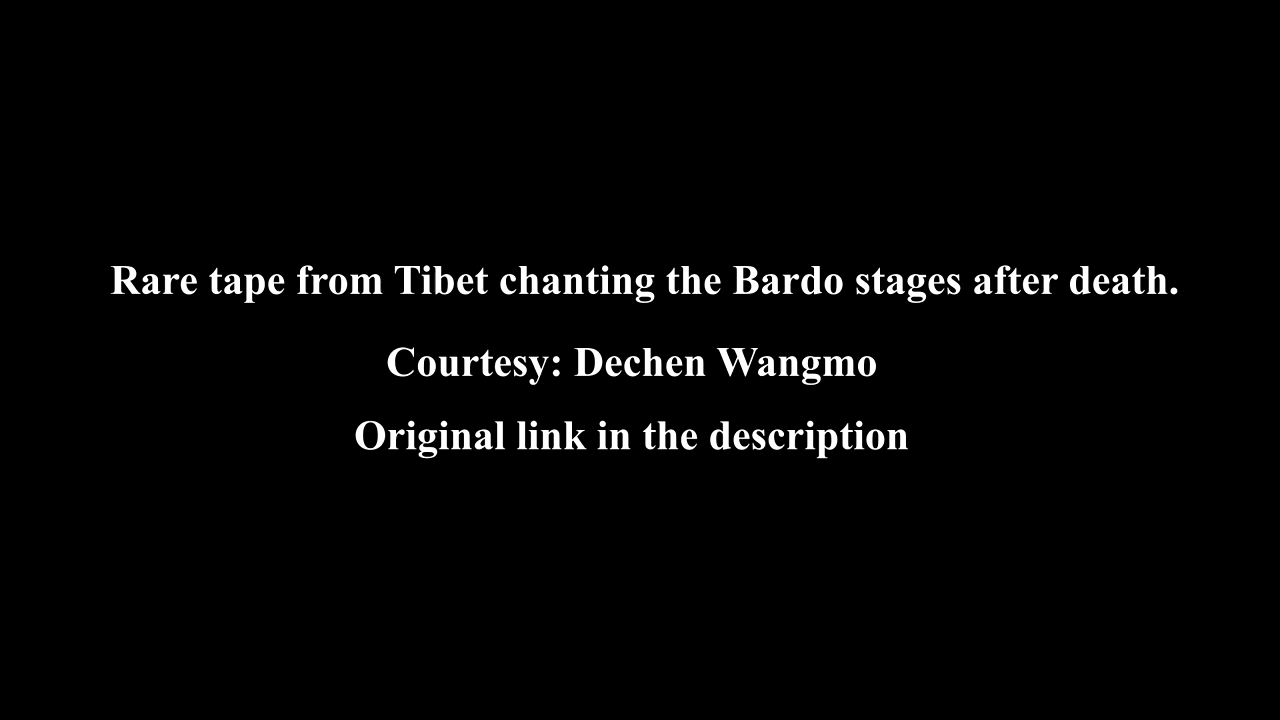 Rare tape from Tibet chanting the Bardo stages after death.
Courtesy: Dechen Wangmo
Original link in the description